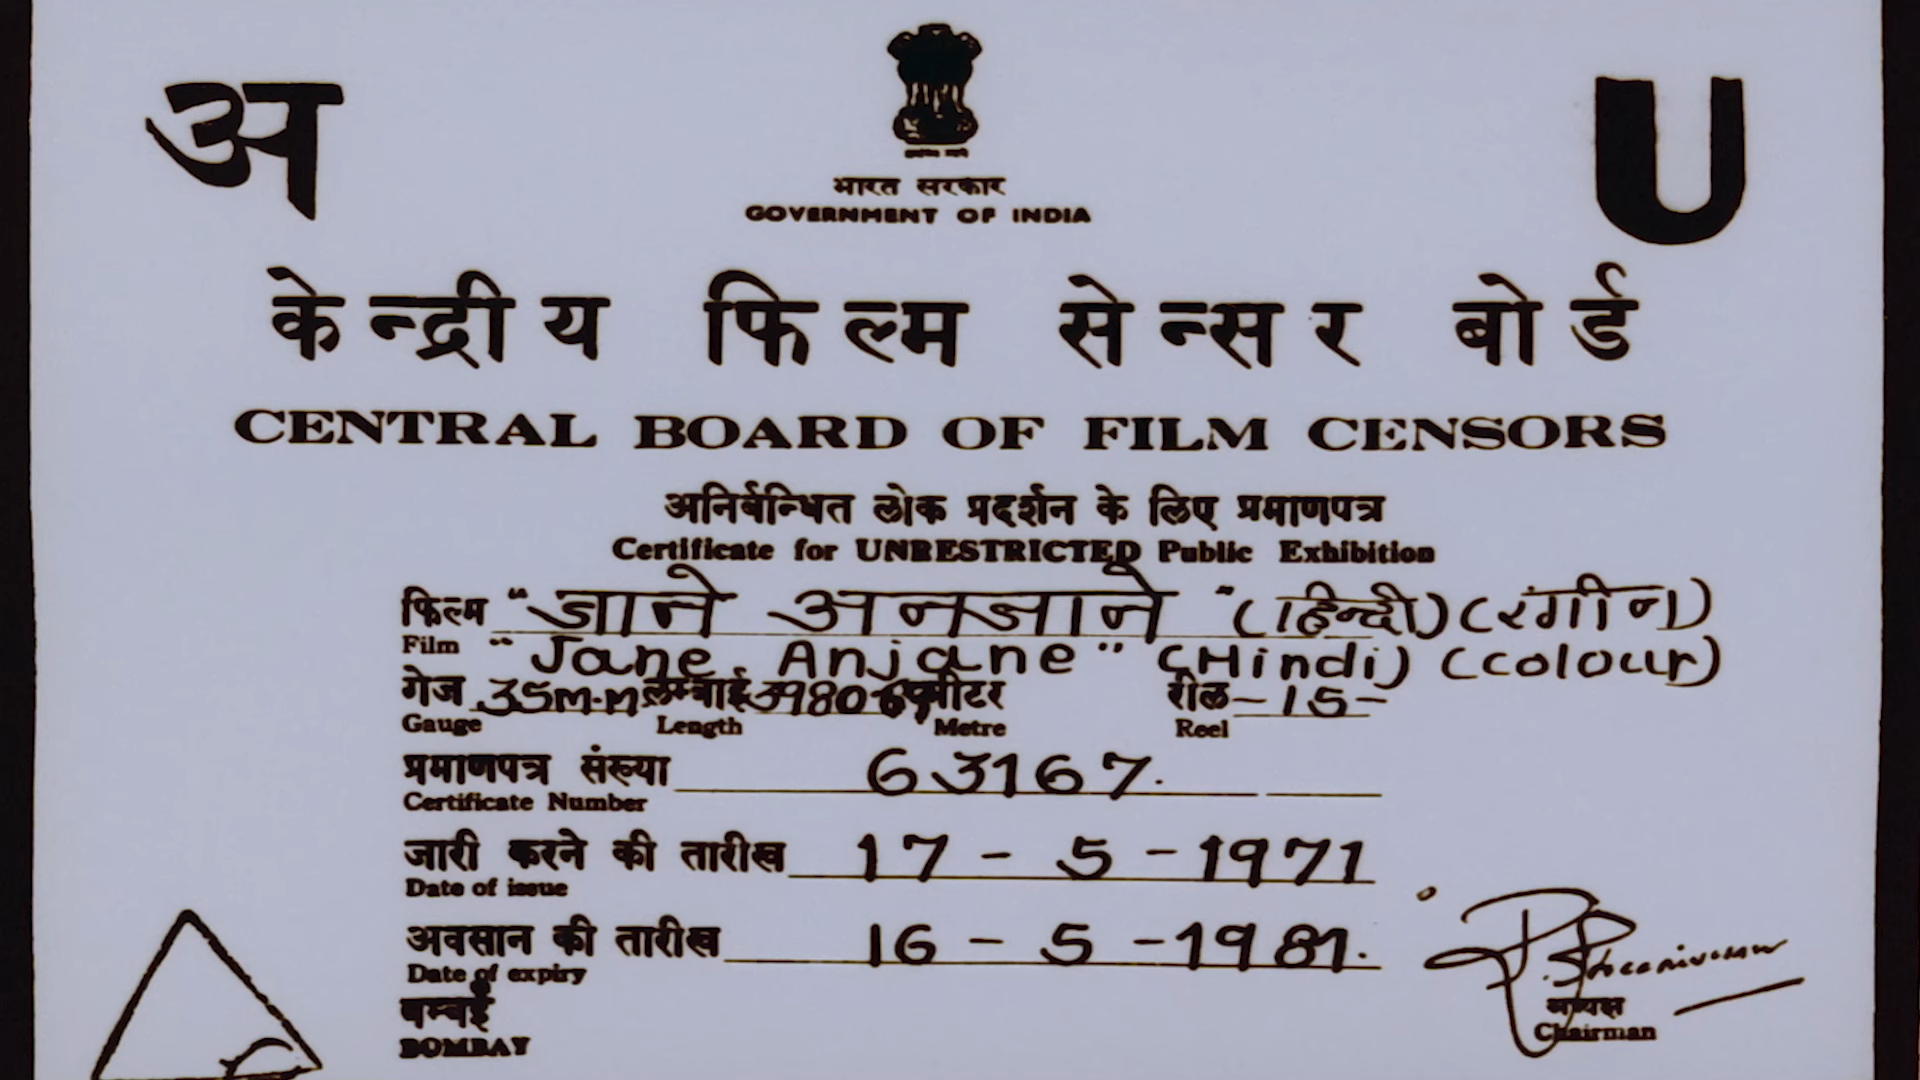 अ
U
भारत सरकार
GOVERNMENT OF INDIA
केन्द्रीय फिल्म सेन्सर बोर्ड
CENTRAL BOARD OF FILM CENSORS
अनिर्बन्धित लोक प्रदर्शन के लिए प्रमाणपत्र
Certificate for UNRESTRICTED Public Exhibition
फिल्म "जाने अनजाने" (हिन्दी) (रंगीन)
Film "Jane Anjane" (Hindi) (colour)
गेज 35m.m लम्बाई मीटर रील -15-
Gauge Length Metre Reel
प्रमाणपत्र संख्या 63167.
Certificate Number
जारी करने की तारीख 17-5-1971
Date of issue
अवसान की तारीख 16-5-1981.
Date of expiry
बम्बई
BOMBAY
अध्यक्ष
Chairman